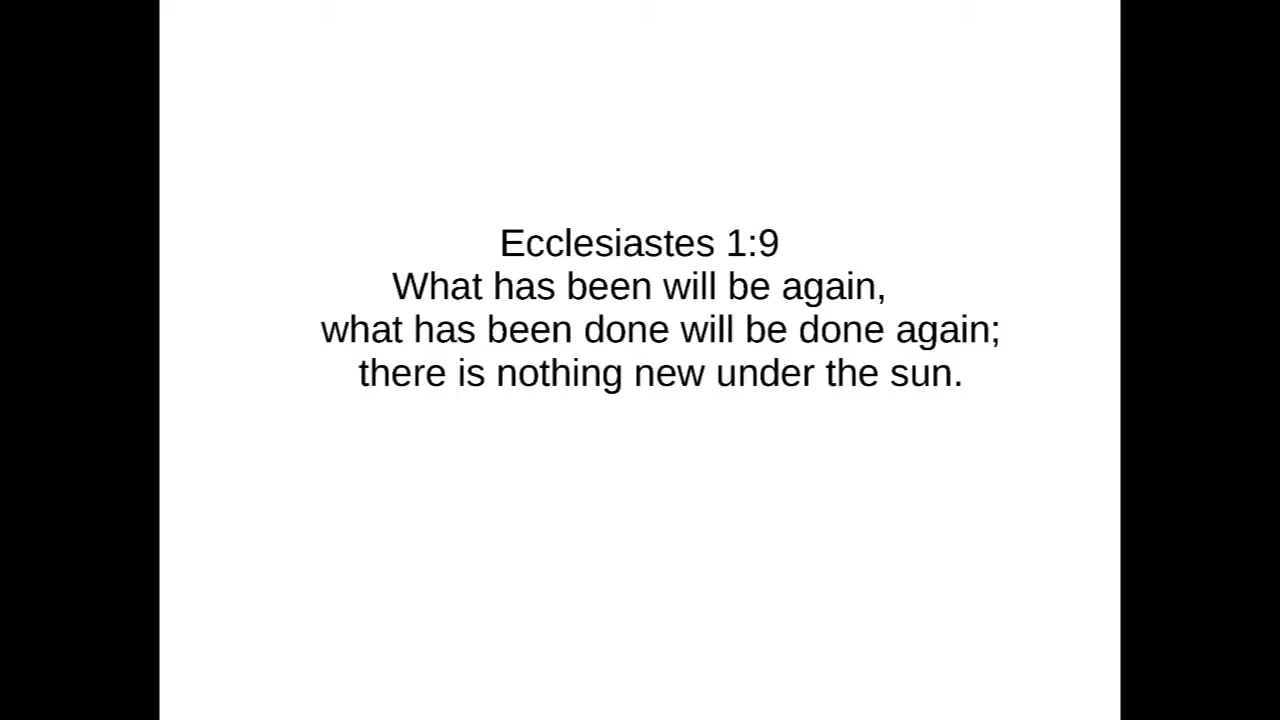 Ecclesiastes 1:9
What has been will be again,
what has been done will be done again;
there is nothing new under the sun.